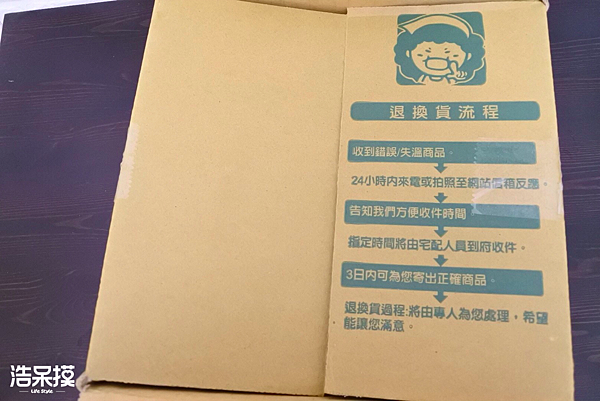 退換貨流程
收到錯誤/失溫商品。
24小時內來電或拍照至網站信箱反應。
告知我們方便收件時間
指定時間將由宅配人員到府收件。
3日內可為您寄出正確商品。
退換貨過程:將由專人為您處理，希望
能讓您滿意。
浩呆摸
Life Style